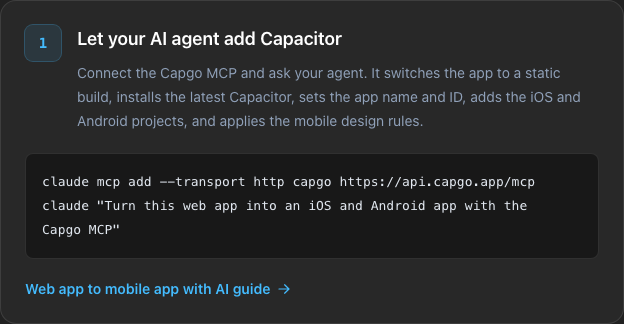 1
Let your AI agent add Capacitor
Connect the Capgo MCP and ask your agent. It switches the app to a static
build, installs the latest Capacitor, sets the app name and ID, adds the iOS and
Android projects, and applies the mobile design rules.
claude mcp add --transport http capgo https://api.capgo.app/mcp
claude "Turn this web app into an iOS and Android app with the
Capgo MCP"
Web app to mobile app with AI guide →